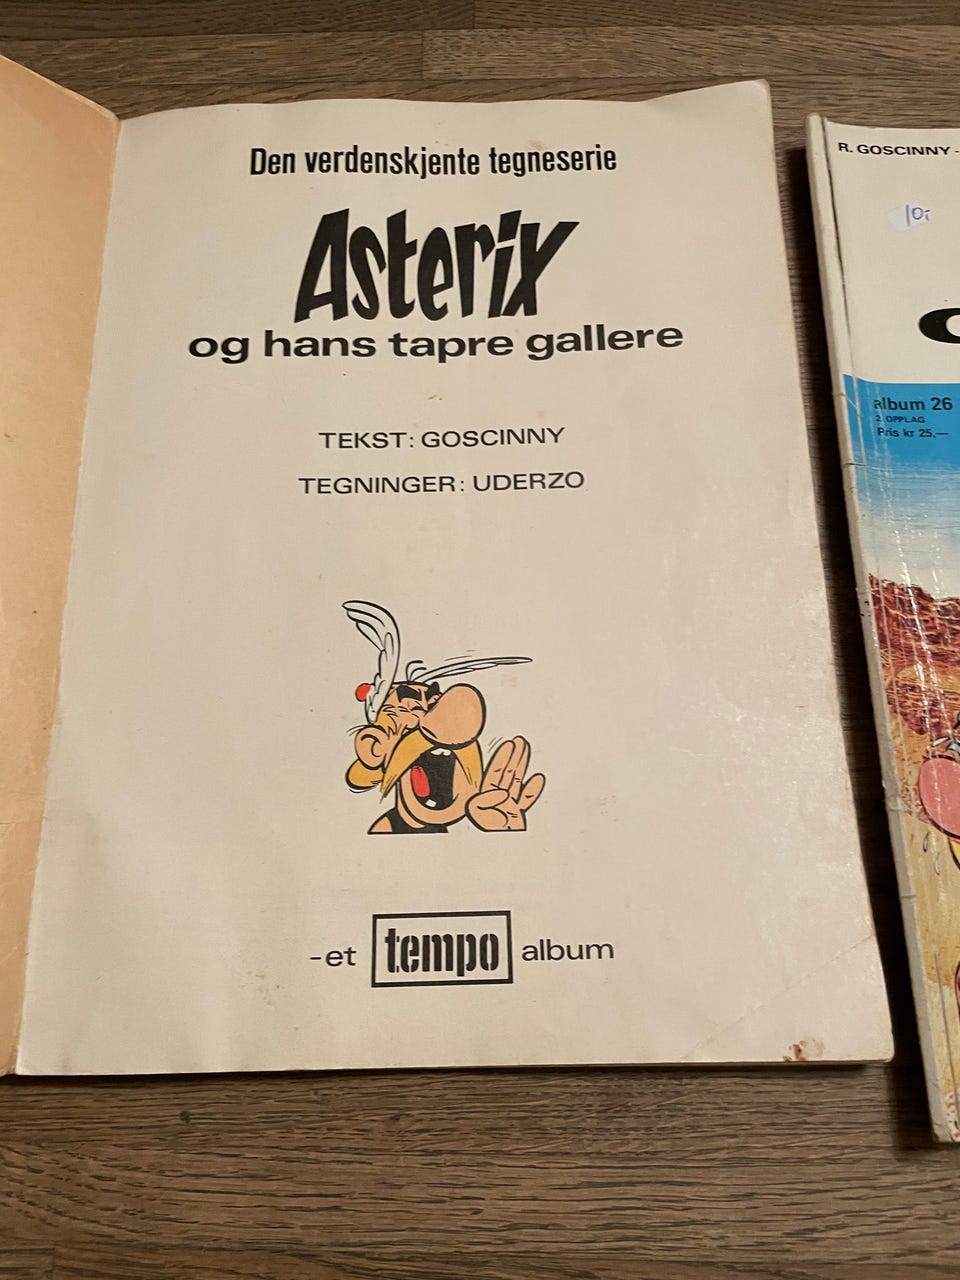 Den verdenskjente tegneserie
Asterix
og hans tapre gallere
TEKST: GOSCINNY
TEGNINGER: UDERZO
-et tempo album
R. GOSCINNY -
10,-
album 26
2. OPPLAG
Pris kr 25,—